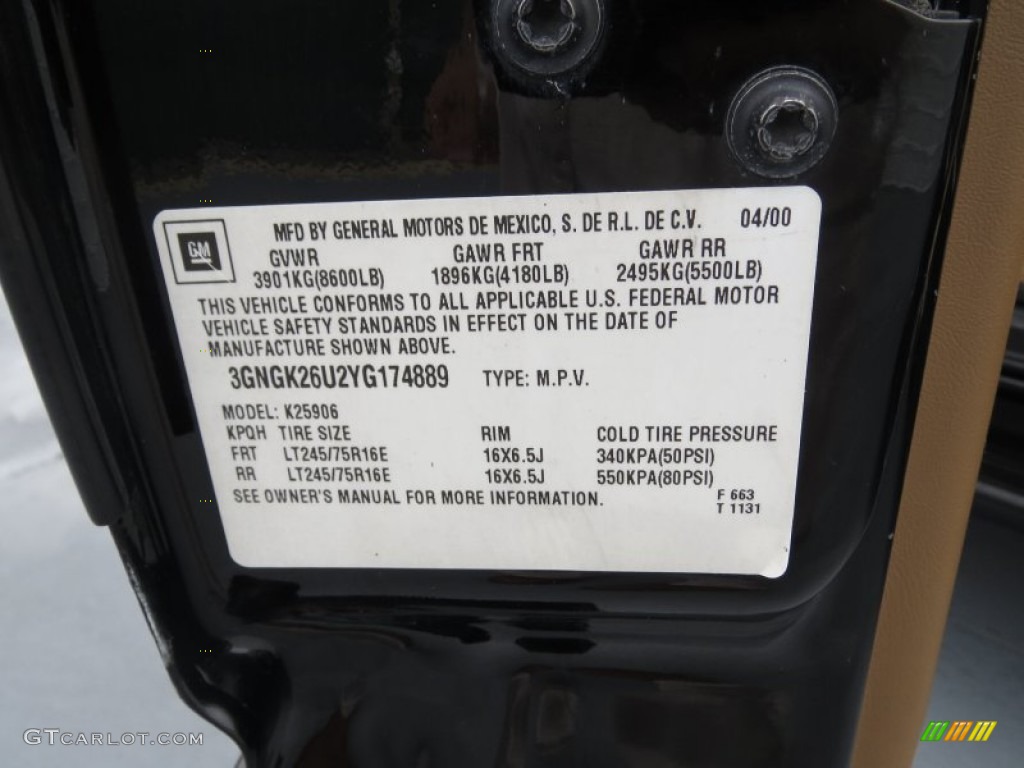 GM
MFD BY GENERAL MOTORS DE MEXICO, S. DE R.L. DE C.V. 04/00
GVWR GAWR FRT GAWR RR
3901KG(8600LB) 1896KG(4180LB) 2495KG(5500LB)
THIS VEHICLE CONFORMS TO ALL APPLICABLE U.S. FEDERAL MOTOR
VEHICLE SAFETY STANDARDS IN EFFECT ON THE DATE OF
MANUFACTURE SHOWN ABOVE.
3GNGK26U2YG174889 TYPE: M.P.V.
MODEL: K25906
KPQH TIRE SIZE RIM COLD TIRE PRESSURE
FRT LT245/75R16E 16X6.5J 340KPA(50PSI)
RR LT245/75R16E 16X6.5J 550KPA(80PSI)
SEE OWNER'S MANUAL FOR MORE INFORMATION. F 663
T 1131
GTCARLOT.COM